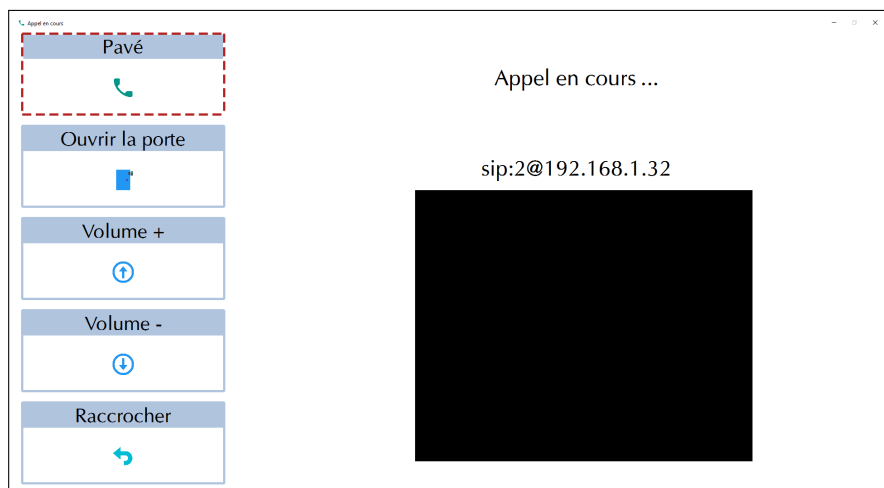 Appel en cours
Pavé
Ouvrir la porte
Volume +
Volume -
Raccrocher
Appel en cours ...
sip:2@192.168.1.32